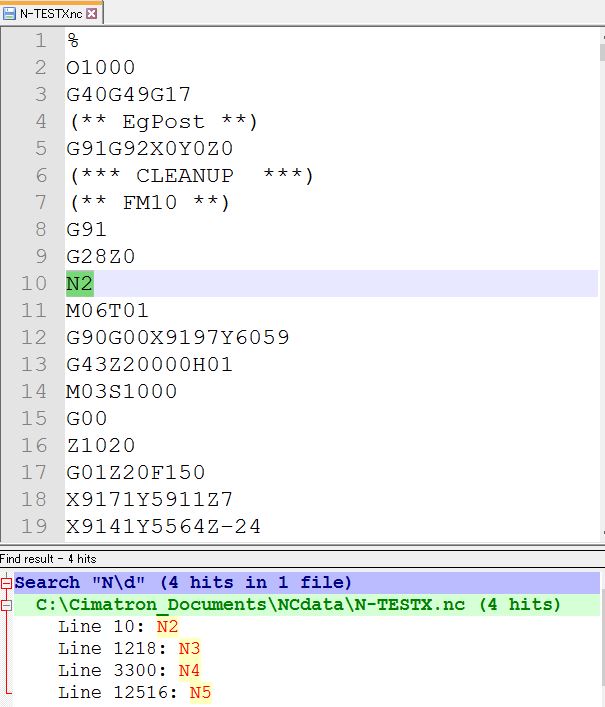 N-TESTX.nc
1 %
2 O1000
3 G40G49G17
4 (** EgPost **)
5 G91G92X0Y0Z0
6 (*** CLEANUP  ***)
7 (** FM10 **)
8 G91
9 G28Z0
10 N2
11 M06T01
12 G90G00X9197Y6059
13 G43Z20000H01
14 M03S1000
15 G00
16 Z1020
17 G01Z20F150
18 X9171Y5911Z7
19 X9141Y5564Z-24
Find result - 4 hits
Search "N\d" (4 hits in 1 file)
C:\Cimatron_Documents\NCdata\N-TESTX.nc (4 hits)
Line 10: N2
Line 1218: N3
Line 3300: N4
Line 12516: N5